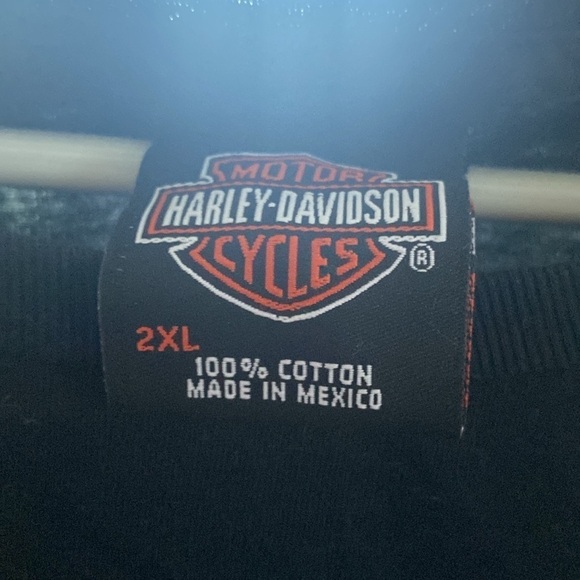 MOTOR
HARLEY-DAVIDSON
CYCLES
®
2XL
100% COTTON
MADE IN MEXICO